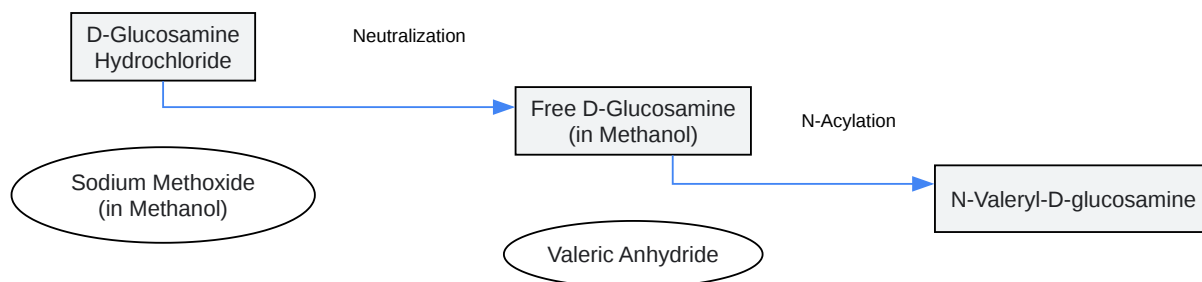 D-Glucosamine
Hydrochloride
Neutralization
Free D-Glucosamine
(in Methanol)
N-Acylation
Sodium Methoxide
(in Methanol)
N-Valeryl-D-glucosamine
Valeric Anhydride